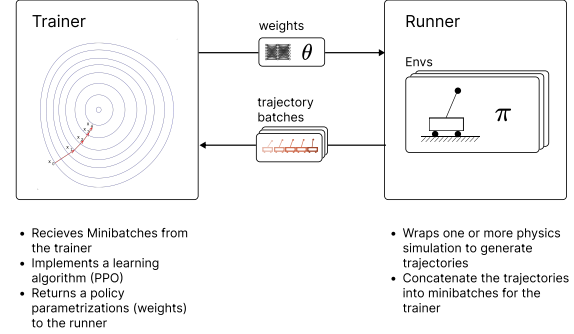 Trainer
Runner
weights
θ
Envs
π
trajectory
batches
• Recieves Minibatches from
the trainer
• Implements a learning
algorithm (PPO)
• Returns a policy
parametrizations (weights)
to the runner
• Wraps one or more physics
simulation to generate
trajectories
• Concatenate the trajectories
into minibatches for the
trainer